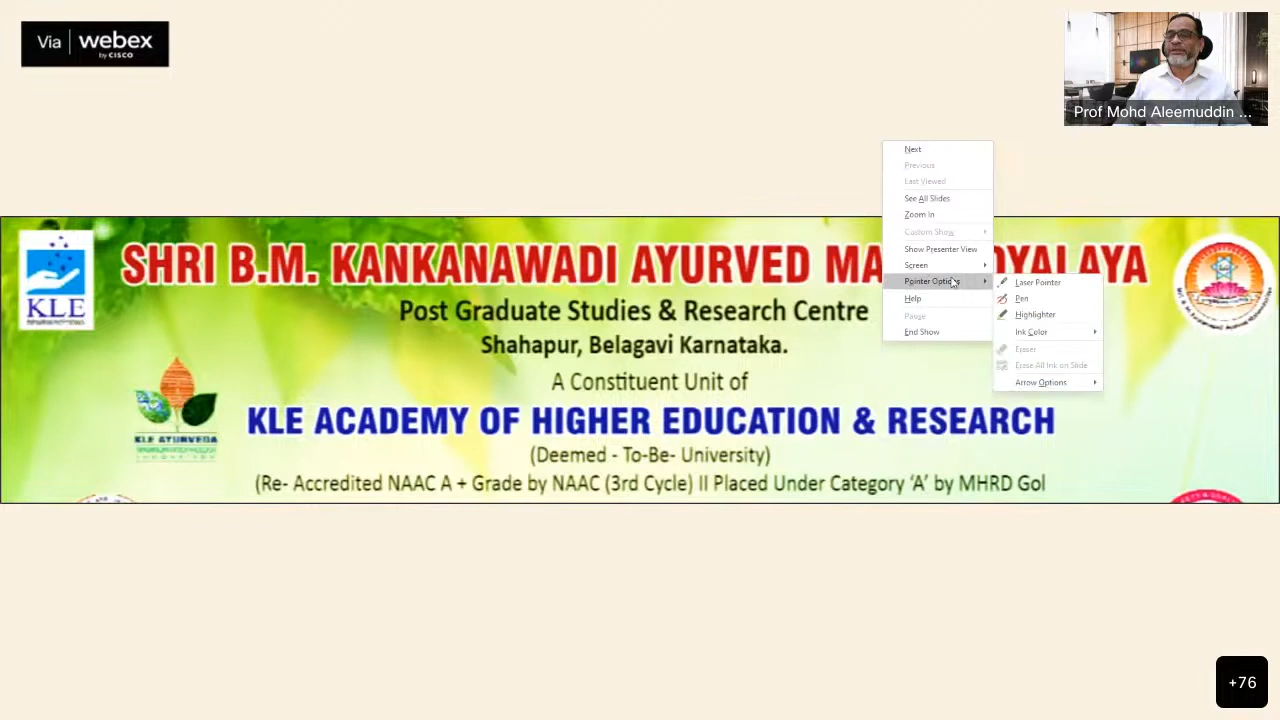 Via webex
by CISCO
Prof Mohd Aleemuddin ...
Next
Previous
Last Viewed
See All Slides
Zoom In
Custom Show
Show Presenter View
Screen
Pointer Options
Help
Pause
End Show
Laser Pointer
Pen
Highlighter
Ink Color
Eraser
Erase All Ink on Slide
Arrow Options
KLE
SHRI B.M. KANKANAWADI AYURVED MA OYALAYA
Post Graduate Studies & Research Centre
Shahapur, Belagavi Karnataka.
A Constituent Unit of
KLE AYURVEDA
KLE ACADEMY OF HIGHER EDUCATION & RESEARCH
(Deemed - To-Be- University)
(Re- Accredited NAAC A + Grade by NAAC (3rd Cycle) II Placed Under Category ‘A’ by MHRD GoI
+76